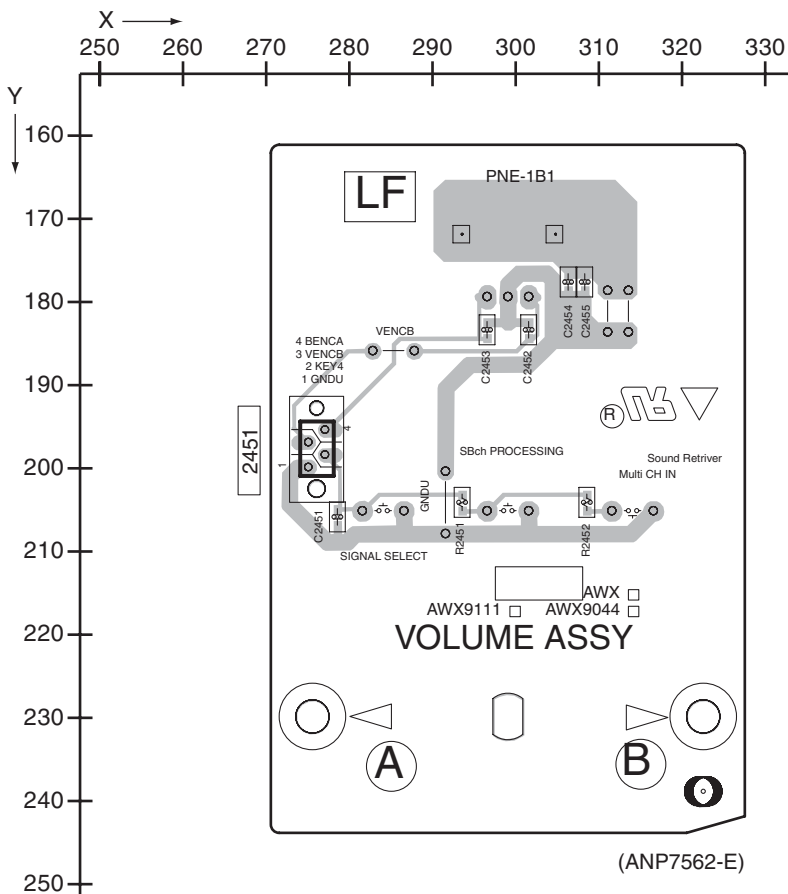 X
250 260 270 280 290 300 310 320 330
Y
160
170
180
190
200
210
220
230
240
250
LF
PNE-1B1
C2454
C2455
VENCB
4 BENCA
3 VENCB
2 KEY4
1 GNDU
C2453
C2452
R
2451
4
1
SBch PROCESSING
Sound Retriver
Multi CH IN
GNDU
C2451
R2451
R2452
SIGNAL SELECT
AWX
AWX9111
AWX9044
VOLUME ASSY
A
B
(ANP7562-E)